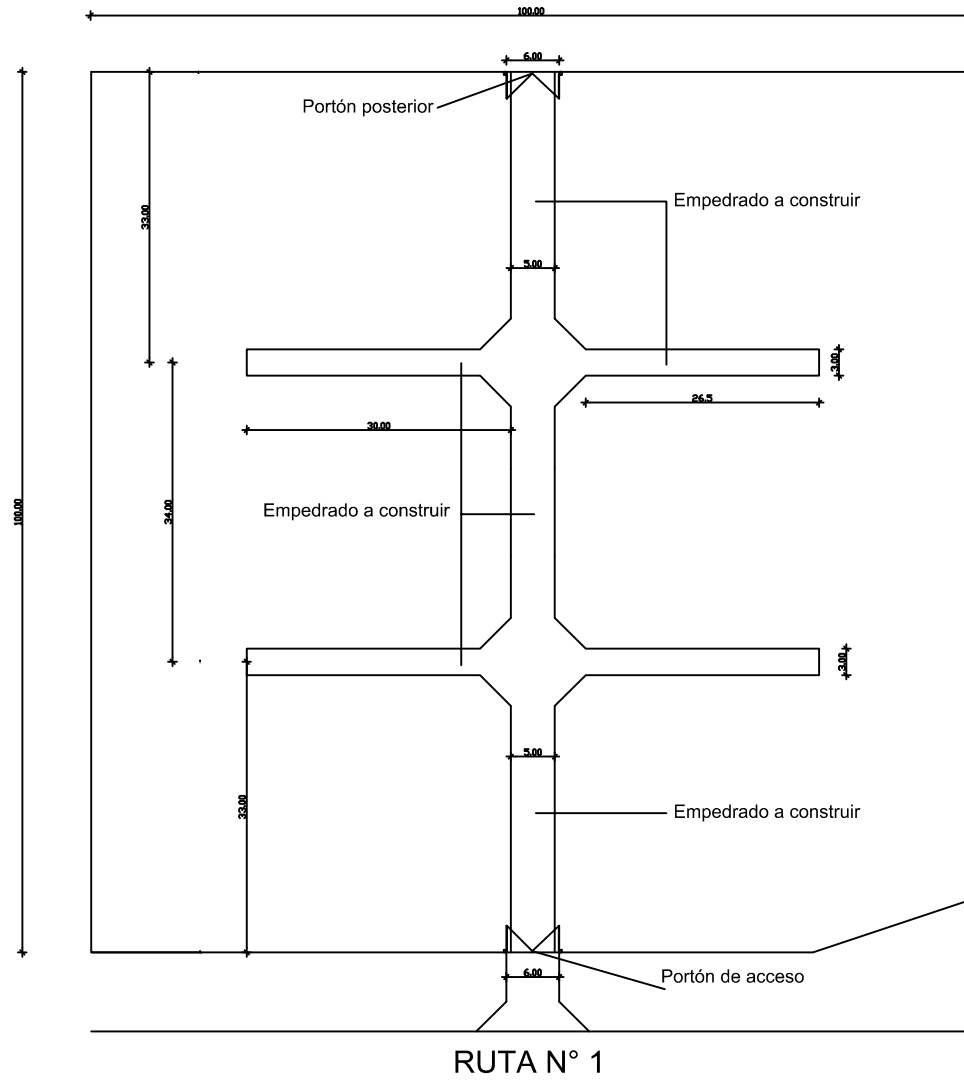 100.00
6.00
Portón posterior
Empedrado a construir
33.00
5.00
3.00
26.5
30.00
100.00
34.00
Empedrado a construir
3.00
5.00
33.00
Empedrado a construir
6.00
Portón de acceso
RUTA N° 1